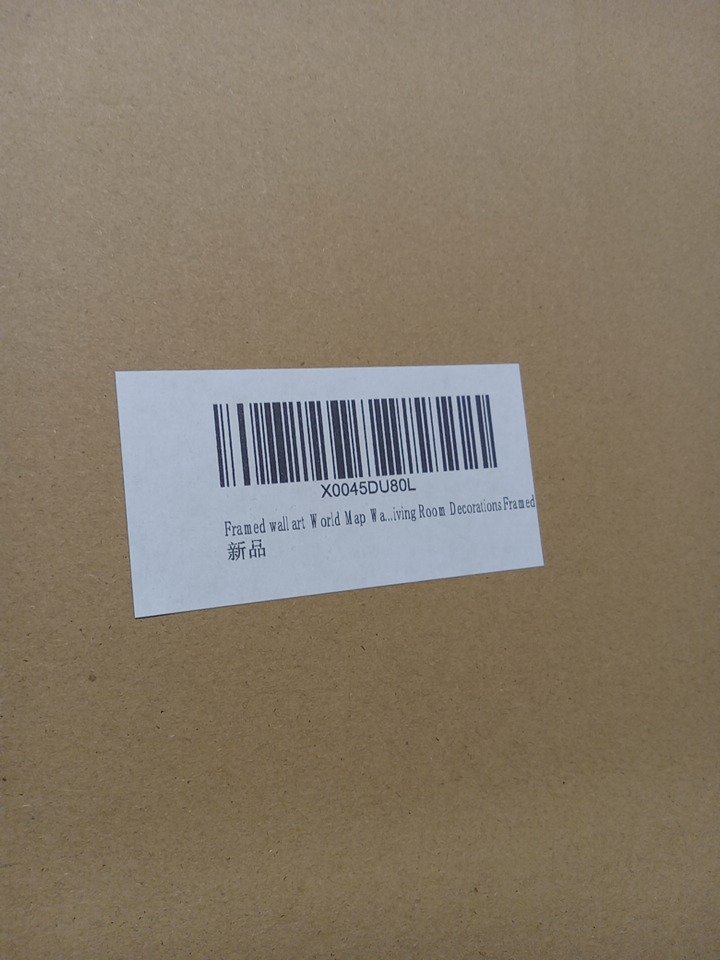 X0045DU80L
Framed wall art World Map Wa...iving Room Decorations Framed
新品